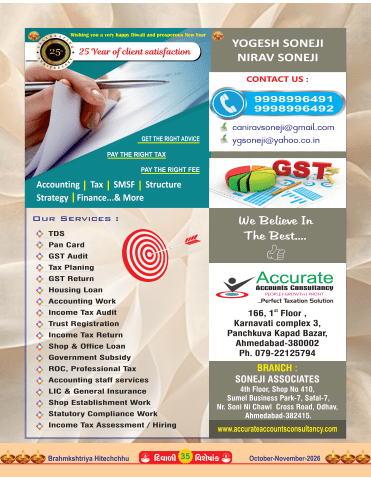 Wishing you a very happy Diwali and prosperous New Year
25th
25 Year of client satisfaction
GET THE RIGHT ADVICE
PAY THE RIGHT TAX
PAY THE RIGHT FEE
Accounting | Tax | SMSF | Structure
Strategy | Finance...& More
OUR SERVICES :
TDS
Pan Card
GST Audit
Tax Planing
GST Return
Housing Loan
Accounting Work
Income Tax Audit
Trust Registration
Income Tax Return
Shop & Office Loan
Government Subsidy
ROC, Professional Tax
Accounting staff services
LIC & General Insurance
Shop Establishment Work
Statutory Compliance Work
Income Tax Assessment / Hiring
YOGESH SONEJI
NIRAV SONEJI
CONTACT US :
9998996491
9998996492
caniravsoneji@gmail.com
ygsoneji@yahoo.co.in
GST
We Believe In
The Best....
Accurate
Accounts Consultancy
PEOPLE GROWTH & PROFIT
...Perfect Taxation Solution
166, 1st Floor ,
Karnavati complex 3,
Panchkuva Kapad Bazar,
Ahmedabad-380002
Ph. 079-22125794
BRANCH :
SONEJI ASSOCIATES
4th Floor, Shop No 410,
Sumel Business Park-7, Safal-7,
Nr. Soni Ni Chawi Cross Road, Odhav,
Ahmedabad-382415.
www.accurateaccountsconsultancy.com
Brahmkshtriya Hitechchhu
દિવાળી 35 વિશેષાંક
October-November-2026